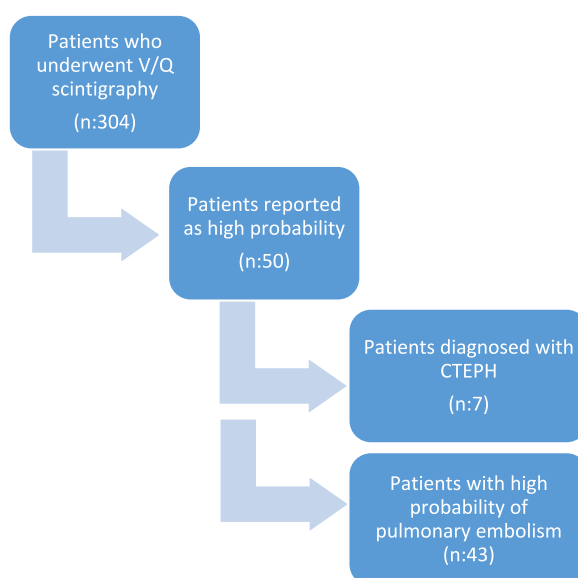 Patients who
underwent V/Q
scintigraphy
(n:304)
Patients reported
as high probability
(n:50)
Patients diagnosed with
CTEPH
(n:7)
Patients with high
probability of
pulmonary embolism
(n:43)